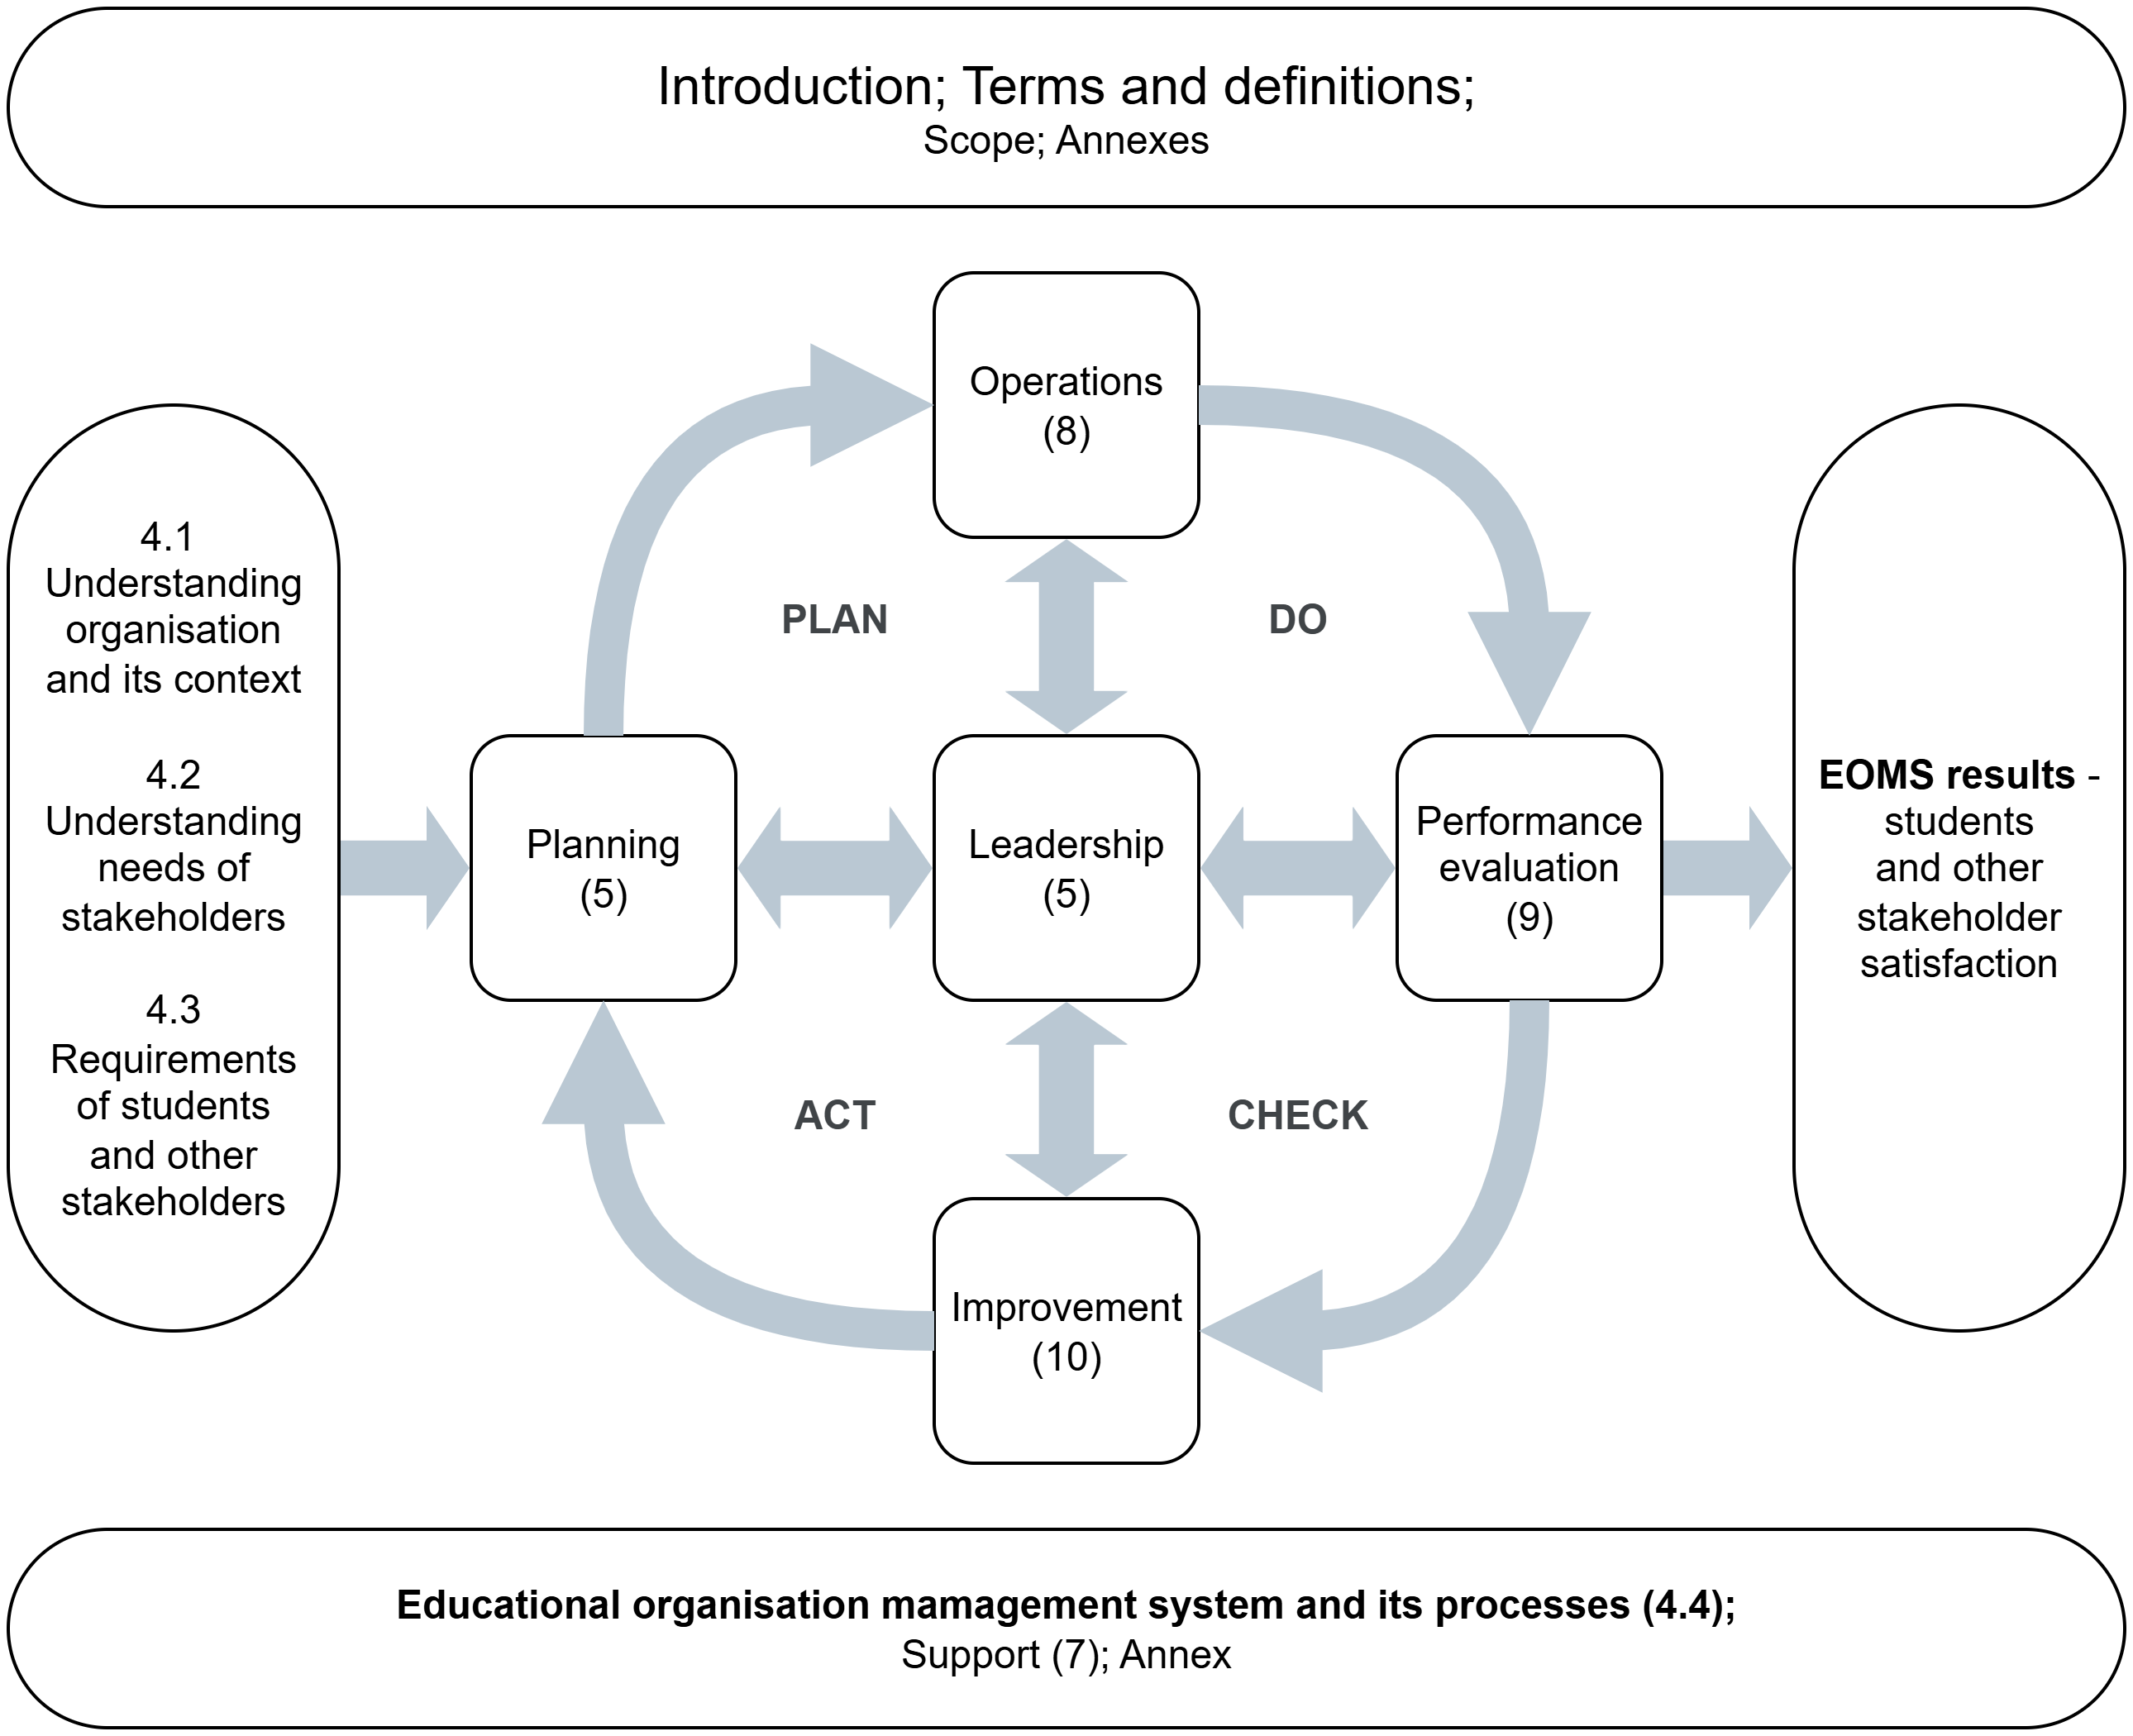 Introduction; Terms and definitions;
Scope; Annexes
Operations
(8)
4.1
Understanding
organisation
and its context
4.2
Understanding
needs of
stakeholders
4.3
Requirements
of students
and other
stakeholders
PLAN
DO
Planning
(5)
Leadership
(5)
Performance
evaluation
(9)
EOMS results -
students
and other
stakeholder
satisfaction
ACT
CHECK
Improvement
(10)
Educational organisation mamagement system and its processes (4.4);
Support (7); Annex